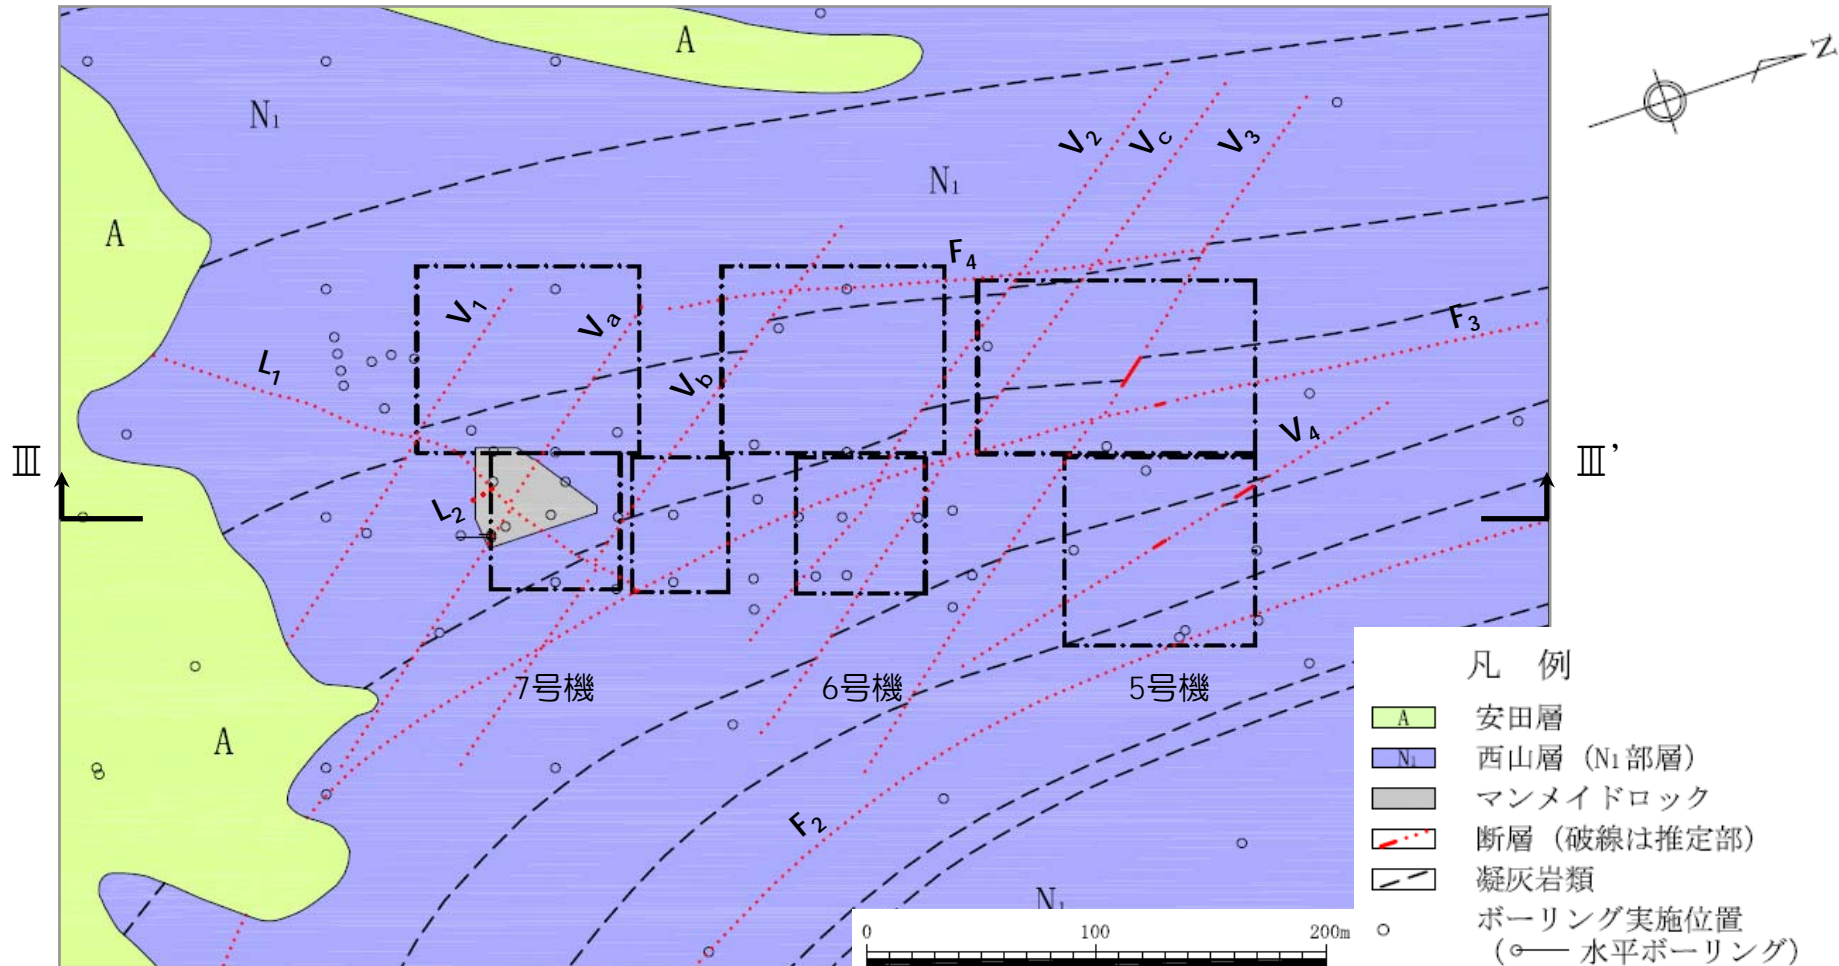 A
N
N₁
V₂
Vc
V₃
N₁
A
F₄
V₁
Va
F₃
L₁
Vb
V₄
Ⅲ
Ⅲ’
L₂
7号機
6号機
5号機
A
F₂
N₁
0 100 200m
凡 例
A 安田層
N₁ 西山層（N₁部層）
マンメイドロック
断層（破線は推定部）
凝灰岩類
ボーリング実施位置
（ 水平ボーリング）